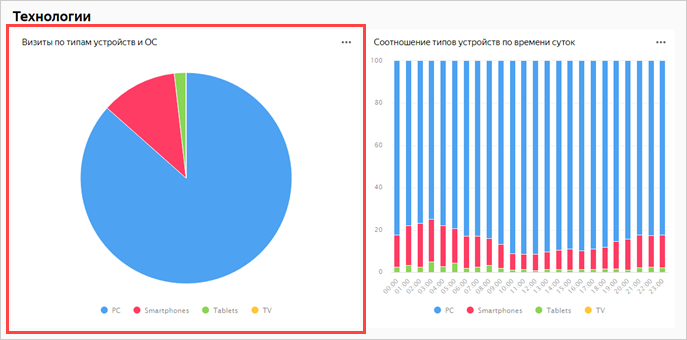 Технологии
Визиты по типам устройств и ОС
PC Smartphones Tablets TV
Соотношение типов устройств по времени суток
100
80
60
40
20
0
00:00 01:00 02:00 03:00 04:00 05:00 06:00 07:00 08:00 09:00 10:00 11:00 12:00 13:00 14:00 15:00 16:00 17:00 18:00 19:00 20:00 21:00 22:00 23:00
PC Smartphones Tablets TV